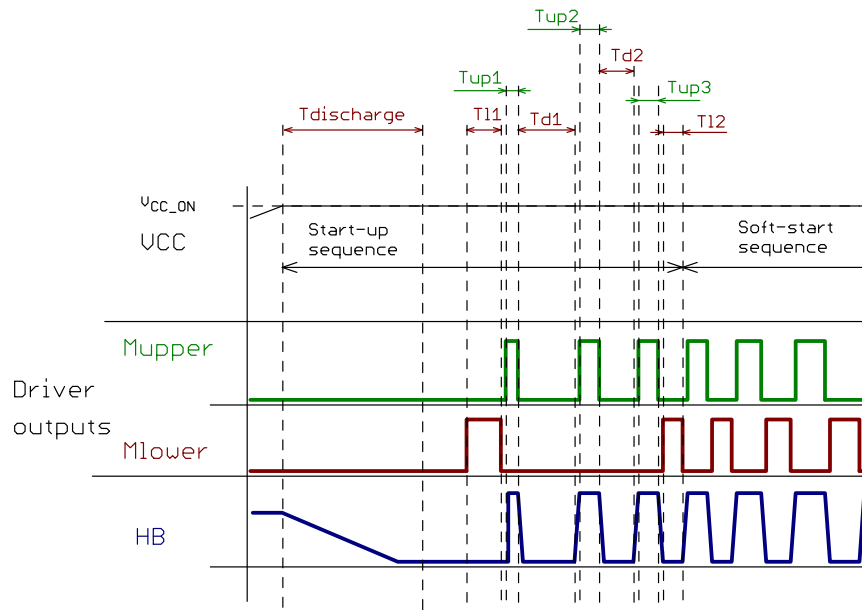 Tup2
Td2
Tup1
Tup3
Tdischarge
Tl1
Td1
Tl2
VCC_ON
VCC
Start-up
sequence
Soft-start
sequence
Mupper
Driver
outputs
Mlower
HB